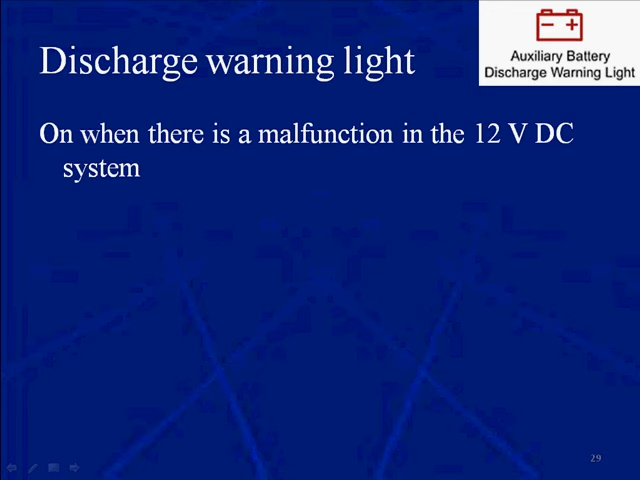 Discharge warning light
Auxiliary Battery
Discharge Warning Light
On when there is a malfunction in the 12 V DC
system
29